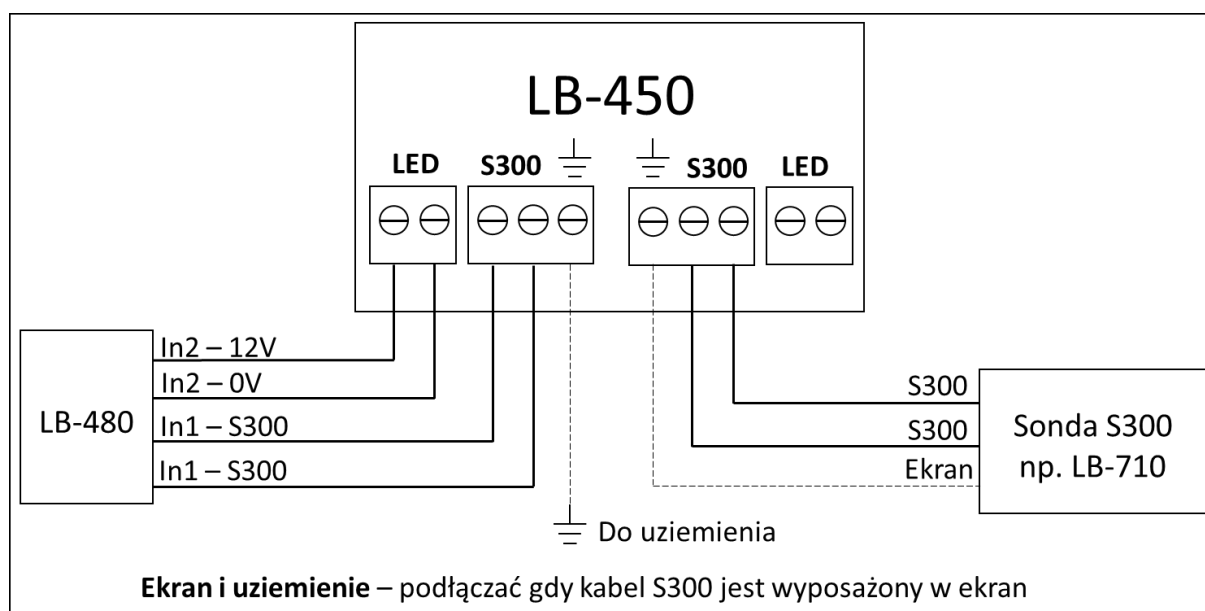 LB-450
LED S300 S300 LED
In2 – 12V
In2 – 0V
LB-480
In1 – S300
In1 – S300
S300
S300
Ekran
Sonda S300
np. LB-710
Do uziemienia
Ekran i uziemienie – podłączać gdy kabel S300 jest wyposażony w ekran